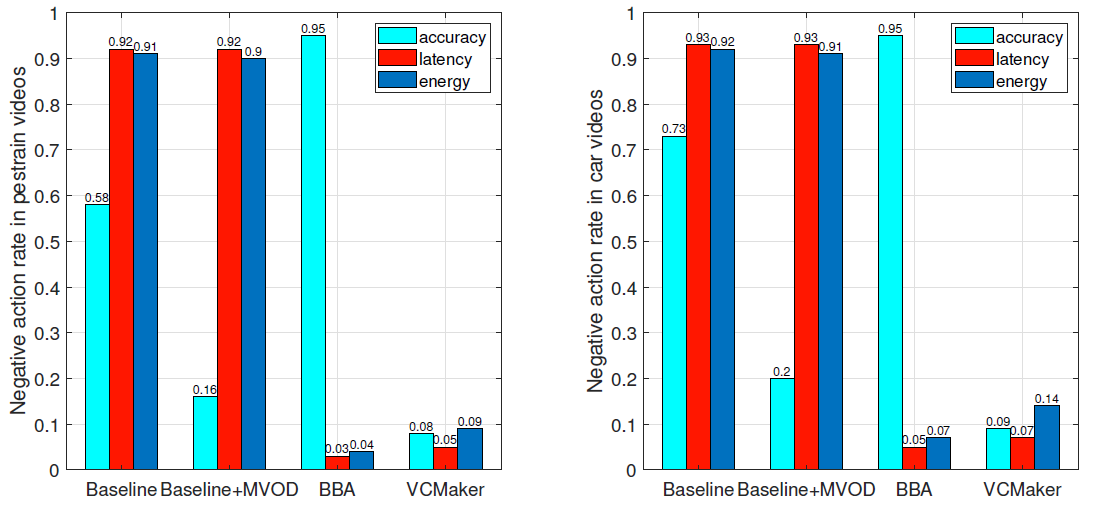 Negative action rate in pestrain videos
1
0.9
0.8
0.7
0.6
0.5
0.4
0.3
0.2
0.1
0
accuracy
latency
energy
0.58
0.92
0.91
0.16
0.92
0.9
0.95
0.03
0.04
0.08
0.05
0.09
Baseline
Baseline+MVOD
BBA
VCMaker
Negative action rate in car videos
1
0.9
0.8
0.7
0.6
0.5
0.4
0.3
0.2
0.1
0
accuracy
latency
energy
0.73
0.93
0.92
0.2
0.93
0.91
0.95
0.05
0.07
0.09
0.07
0.14
Baseline
Baseline+MVOD
BBA
VCMaker